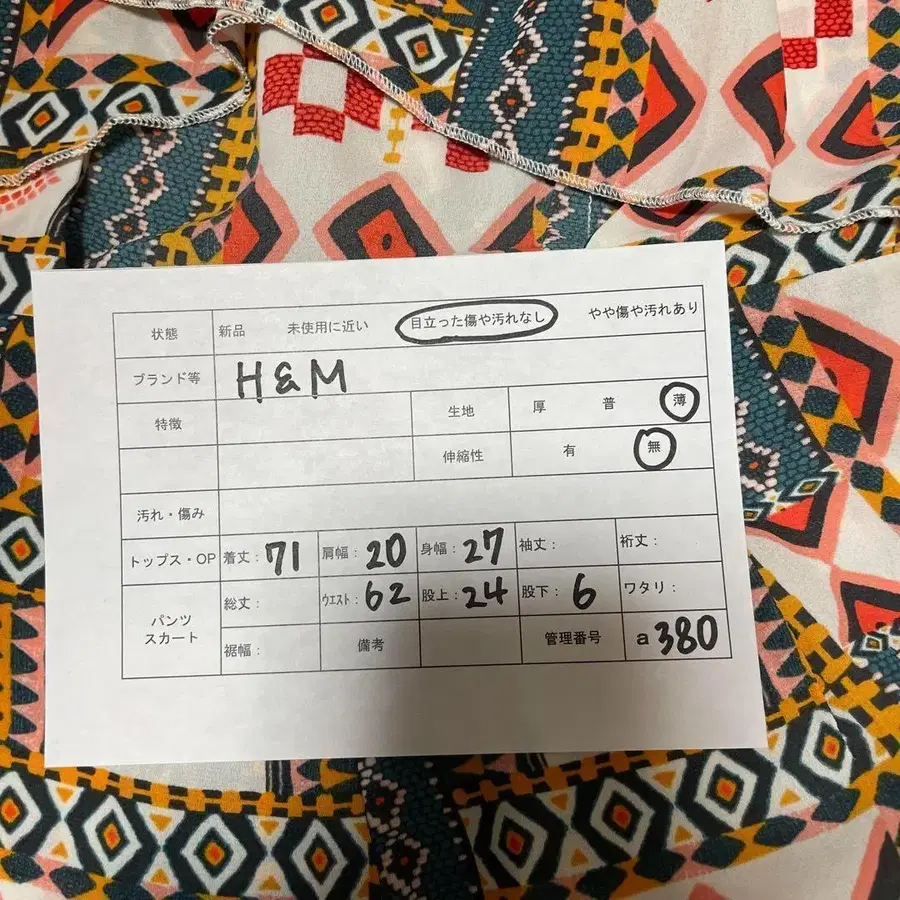 状態 新品 未使用に近い 目立った傷や汚れなし やや傷や汚れあり
ブランド等 H&M
特徴 生地 厚 普 薄
伸縮性 有 無
汚れ・傷み
トップス・OP 着丈：71 肩幅：20 身幅：27 袖丈： 裄丈：
パンツ スカート 総丈： ウエスト：62 股上：24 股下：6 ワタリ：
裾幅： 備考 管理番号 a380